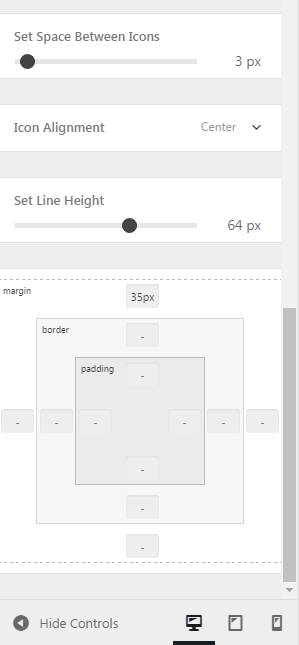 Set Space Between Icons
3 px
Icon Alignment
Center
Set Line Height
64 px
margin
35px
border
-
padding
-
- - - - - -
-
-
-
Hide Controls